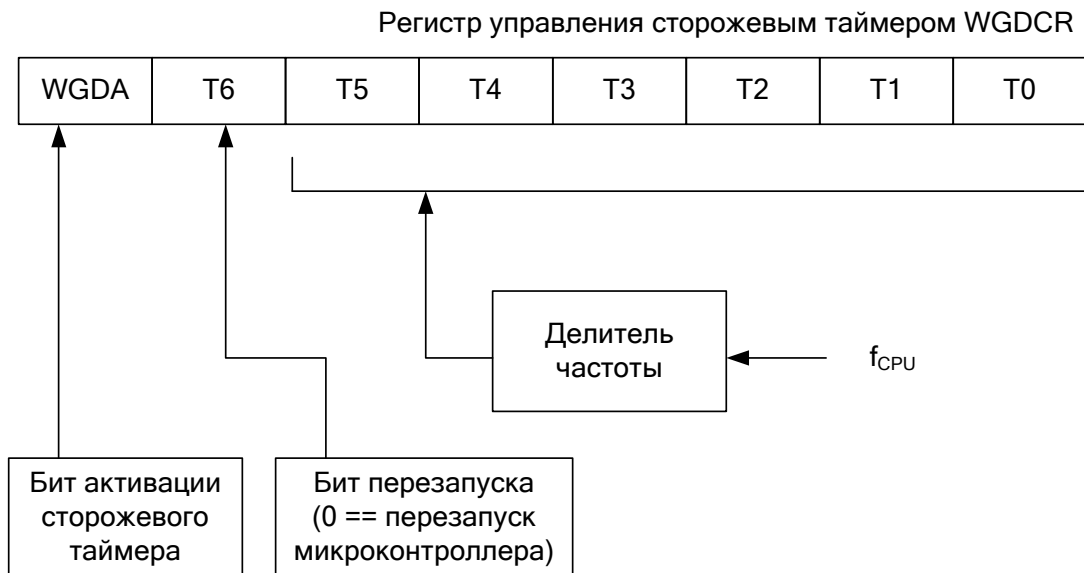 Регистр управления сторожевым таймером WGDCR
WGDA T6 T5 T4 T3 T2 T1 T0
Делитель
частоты
fCPU
Бит активации
сторожевого
таймера
Бит перезапуска
(0 == перезапуск
микроконтроллера)